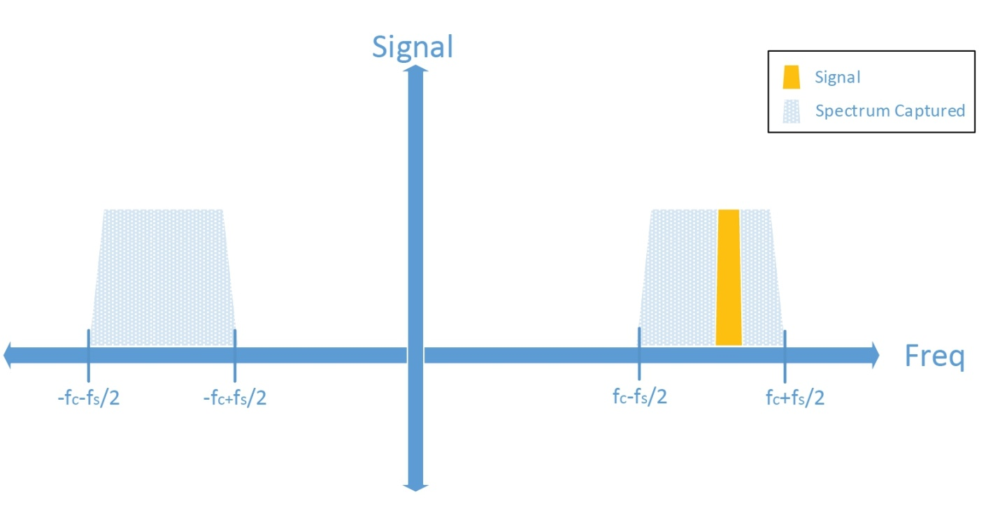 Signal
Signal
Spectrum Captured
Freq
-fc-fs/2
-fc+fs/2
fc-fs/2
fc+fs/2